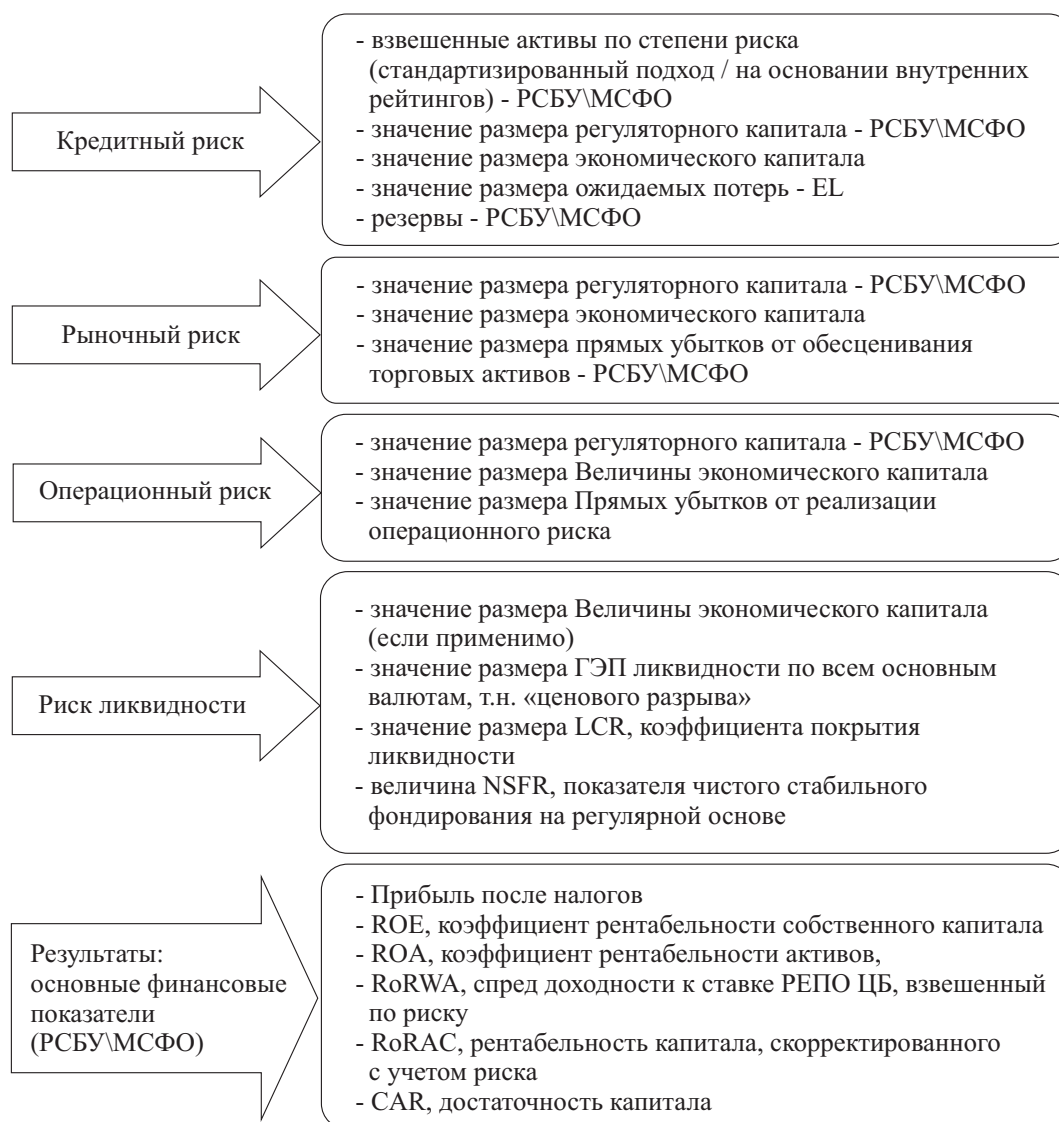 Кредитный риск
- взвешенные активы по степени риска
(стандартизированный подход / на основании внутренних
рейтингов) - РСБУ\МСФО
- значение размера регуляторного капитала - РСБУ\МСФО
- значение размера экономического капитала
- значение размера ожидаемых потерь - EL
- резервы - РСБУ\МСФО
Рыночный риск
- значение размера регуляторного капитала - РСБУ\МСФО
- значение размера экономического капитала
- значение размера прямых убытков от обесценивания
торговых активов - РСБУ\МСФО
Операционный риск
- значение размера регуляторного капитала - РСБУ\МСФО
- значение размера Величины экономического капитала
- значение размера Прямых убытков от реализации
операционного риска
Риск ликвидности
- значение размера Величины экономического капитала
(если применимо)
- значение размера ГЭП ликвидности по всем основным
валютам, т.н. «ценового разрыва»
- значение размера LCR, коэффициента покрытия
ликвидности
- величина NSFR, показателя чистого стабильного
фондирования на регулярной основе
Результаты:
основные финансовые
показатели
(РСБУ\МСФО)
- Прибыль после налогов
- ROE, коэффициент рентабельности собственного капитала
- ROA, коэффициент рентабельности активов,
- RoRWA, спред доходности к ставке РЕПО ЦБ, взвешенный
по риску
- RoRAC, рентабельность капитала, скорректированного
с учетом риска
- CAR, достаточность капитала